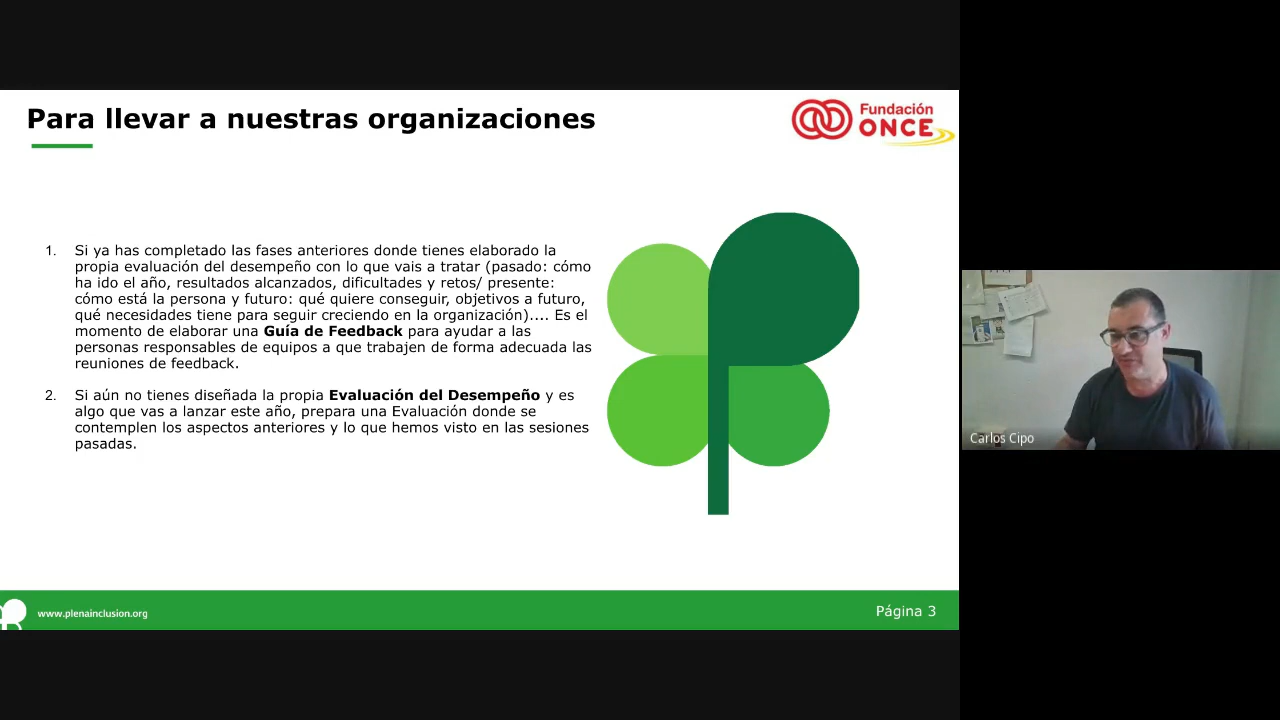 Para llevar a nuestras organizaciones
Fundación
ONCE
1. Si ya has completado las fases anteriores donde tienes elaborado la
propia evaluación del desempeño con lo que vais a tratar (pasado: cómo
ha ido el año, resultados alcanzados, dificultades y retos/ presente:
cómo está la persona y futuro: qué quiere conseguir, objetivos a futuro,
qué necesidades tiene para seguir creciendo en la organización).... Es el
momento de elaborar una Guía de Feedback para ayudar a las
personas responsables de equipos a que trabajen de forma adecuada las
reuniones de feedback.
2. Si aún no tienes diseñada la propia Evaluación del Desempeño y es
algo que vas a lanzar este año, prepara una Evaluación donde se
contemplen los aspectos anteriores y lo que hemos visto en las sesiones
pasadas.
www.plenainclusion.org
Página 3
Carlos Cipo